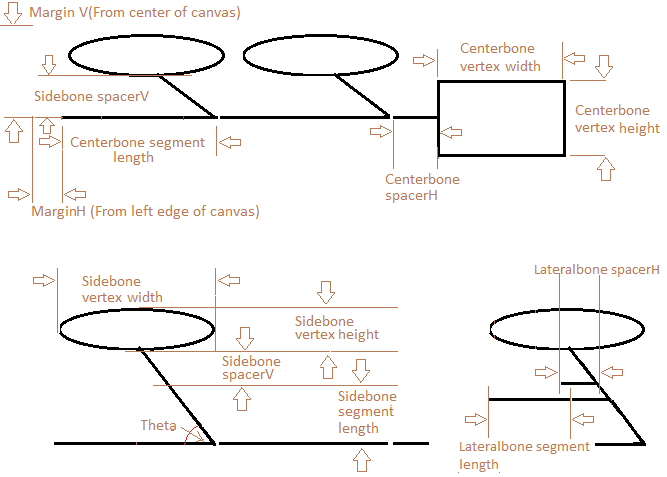 Margin V(From center of canvas)
Centerbone
vertex width
Sidebone spacerV
Centerbone
vertex height
Centerbone segment
length
Centerbone
spacerH
MarginH (From left edge of canvas)
Lateralbone spacerH
Sidebone
vertex width
Sidebone
vertex height
Sidebone
spacerV
Sidebone
segment
length
Theta
Lateralbone segment
length